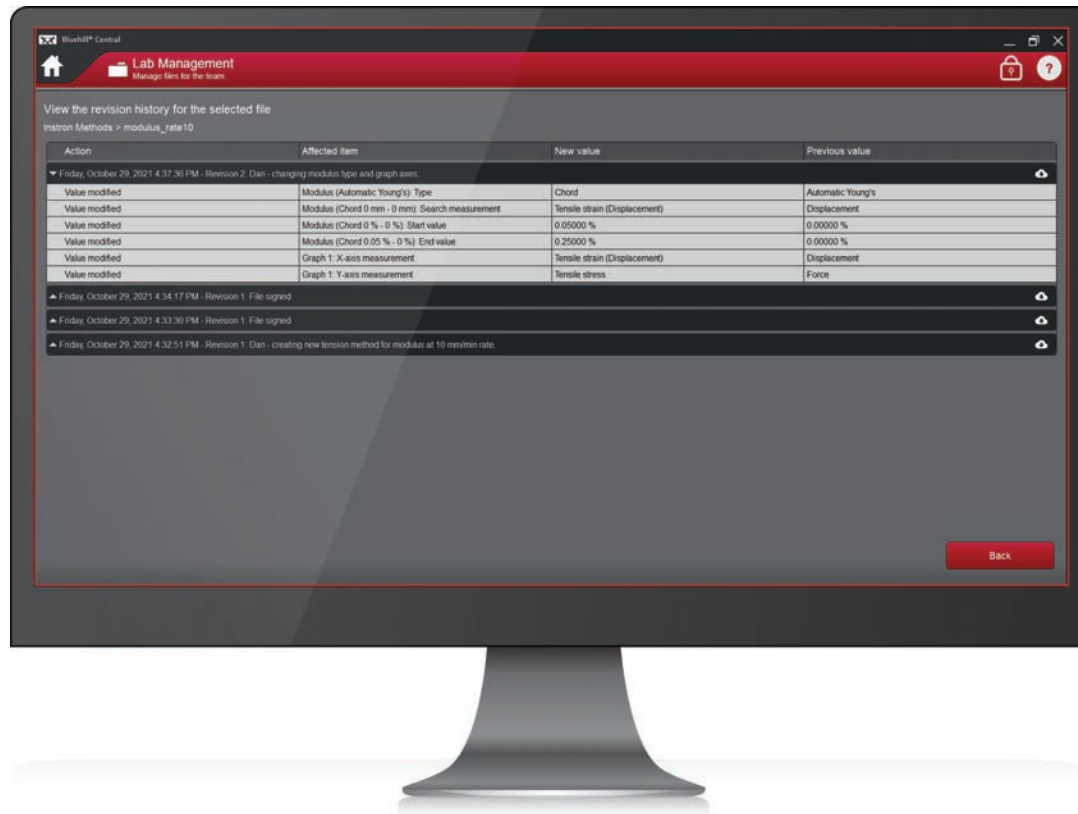 Bluehill® Central
Lab Management
Manage files for the team
?
View the revision history for the selected file
Instron Methods > modulus_rate10
Action Affected item New value Previous value
Friday, October 29, 2021 4:37:36 PM - Revision 2: Dan - changing modulus type and graph axes.
Value modified Modulus (Automatic Young's): Type Chord Automatic Young's
Value modified Modulus (Chord 0 mm - 0 mm): Search measurement Tensile strain (Displacement) Displacement
Value modified Modulus (Chord 0 % - 0 %): Start value 0.05000 % 0.00000 %
Value modified Modulus (Chord 0.05 % - 0 %): End value 0.25000 % 0.00000 %
Value modified Graph 1: X-axis measurement Tensile strain (Displacement) Displacement
Value modified Graph 1: Y-axis measurement Tensile stress Force
Friday, October 29, 2021 4:34:17 PM - Revision 1: File signed
Friday, October 29, 2021 4:33:30 PM - Revision 1: File signed
Friday, October 29, 2021 4:32:51 PM - Revision 1: Dan - creating new tension method for modulus at 10 mm/min rate.
Back